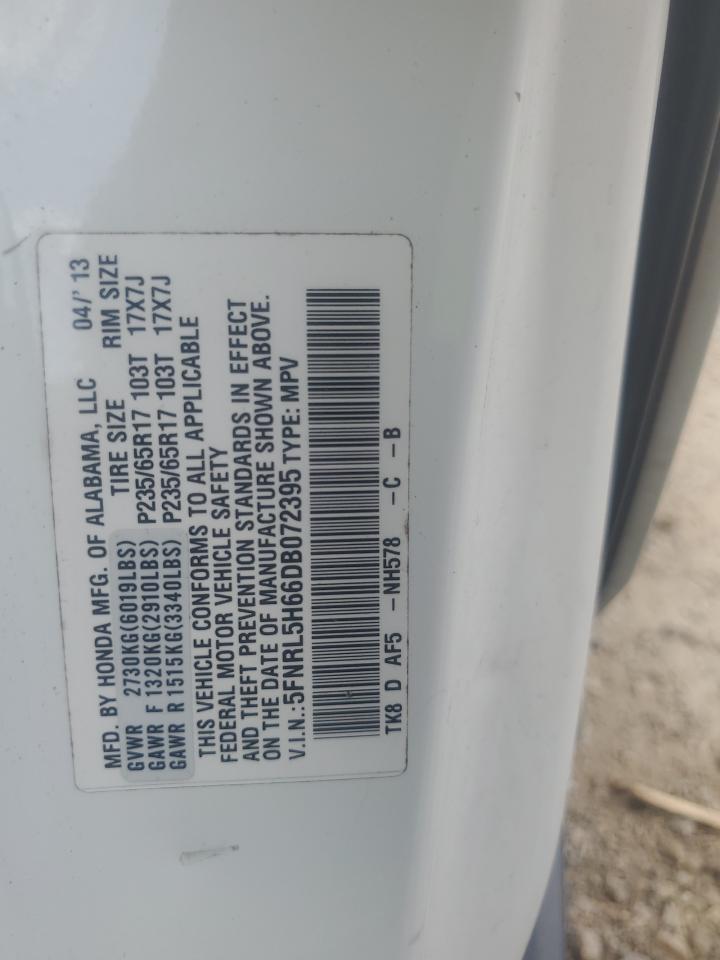 MFD. BY HONDA MFG. OF ALABAMA, LLC 04/'13
GVWR 2730KG(6019LBS) TIRE SIZE RIM SIZE
GAWR F 1320KG(2910LBS) P235/65R17 103T 17X7J
GAWR R 1515KG(3340LBS) P235/65R17 103T 17X7J
THIS VEHICLE CONFORMS TO ALL APPLICABLE
FEDERAL MOTOR VEHICLE SAFETY
AND THEFT PREVENTION STANDARDS IN EFFECT
ON THE DATE OF MANUFACTURE SHOWN ABOVE.
V.I.N.:5FNRL5H66DB072395 TYPE: MPV
TK8 D AF5 -NH578 -C -B